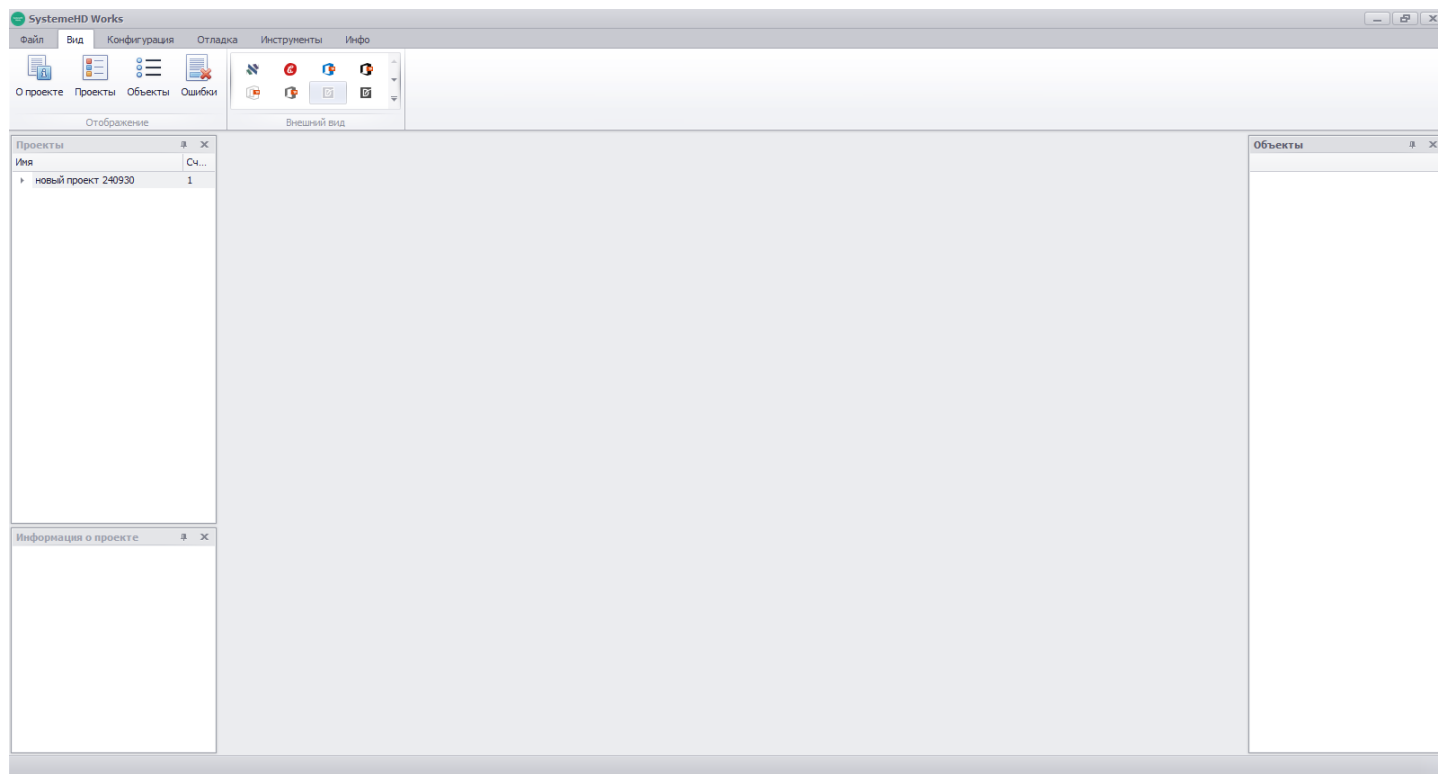 SystemeHD Works
Файл Вид Конфигурация Отладка Инструменты Инфо
О проекте Проекты Объекты Ошибки
Отображение Внешний вид
Проекты
Имя Сч...
новый проект 240930 1
Информация о проекте
Объекты